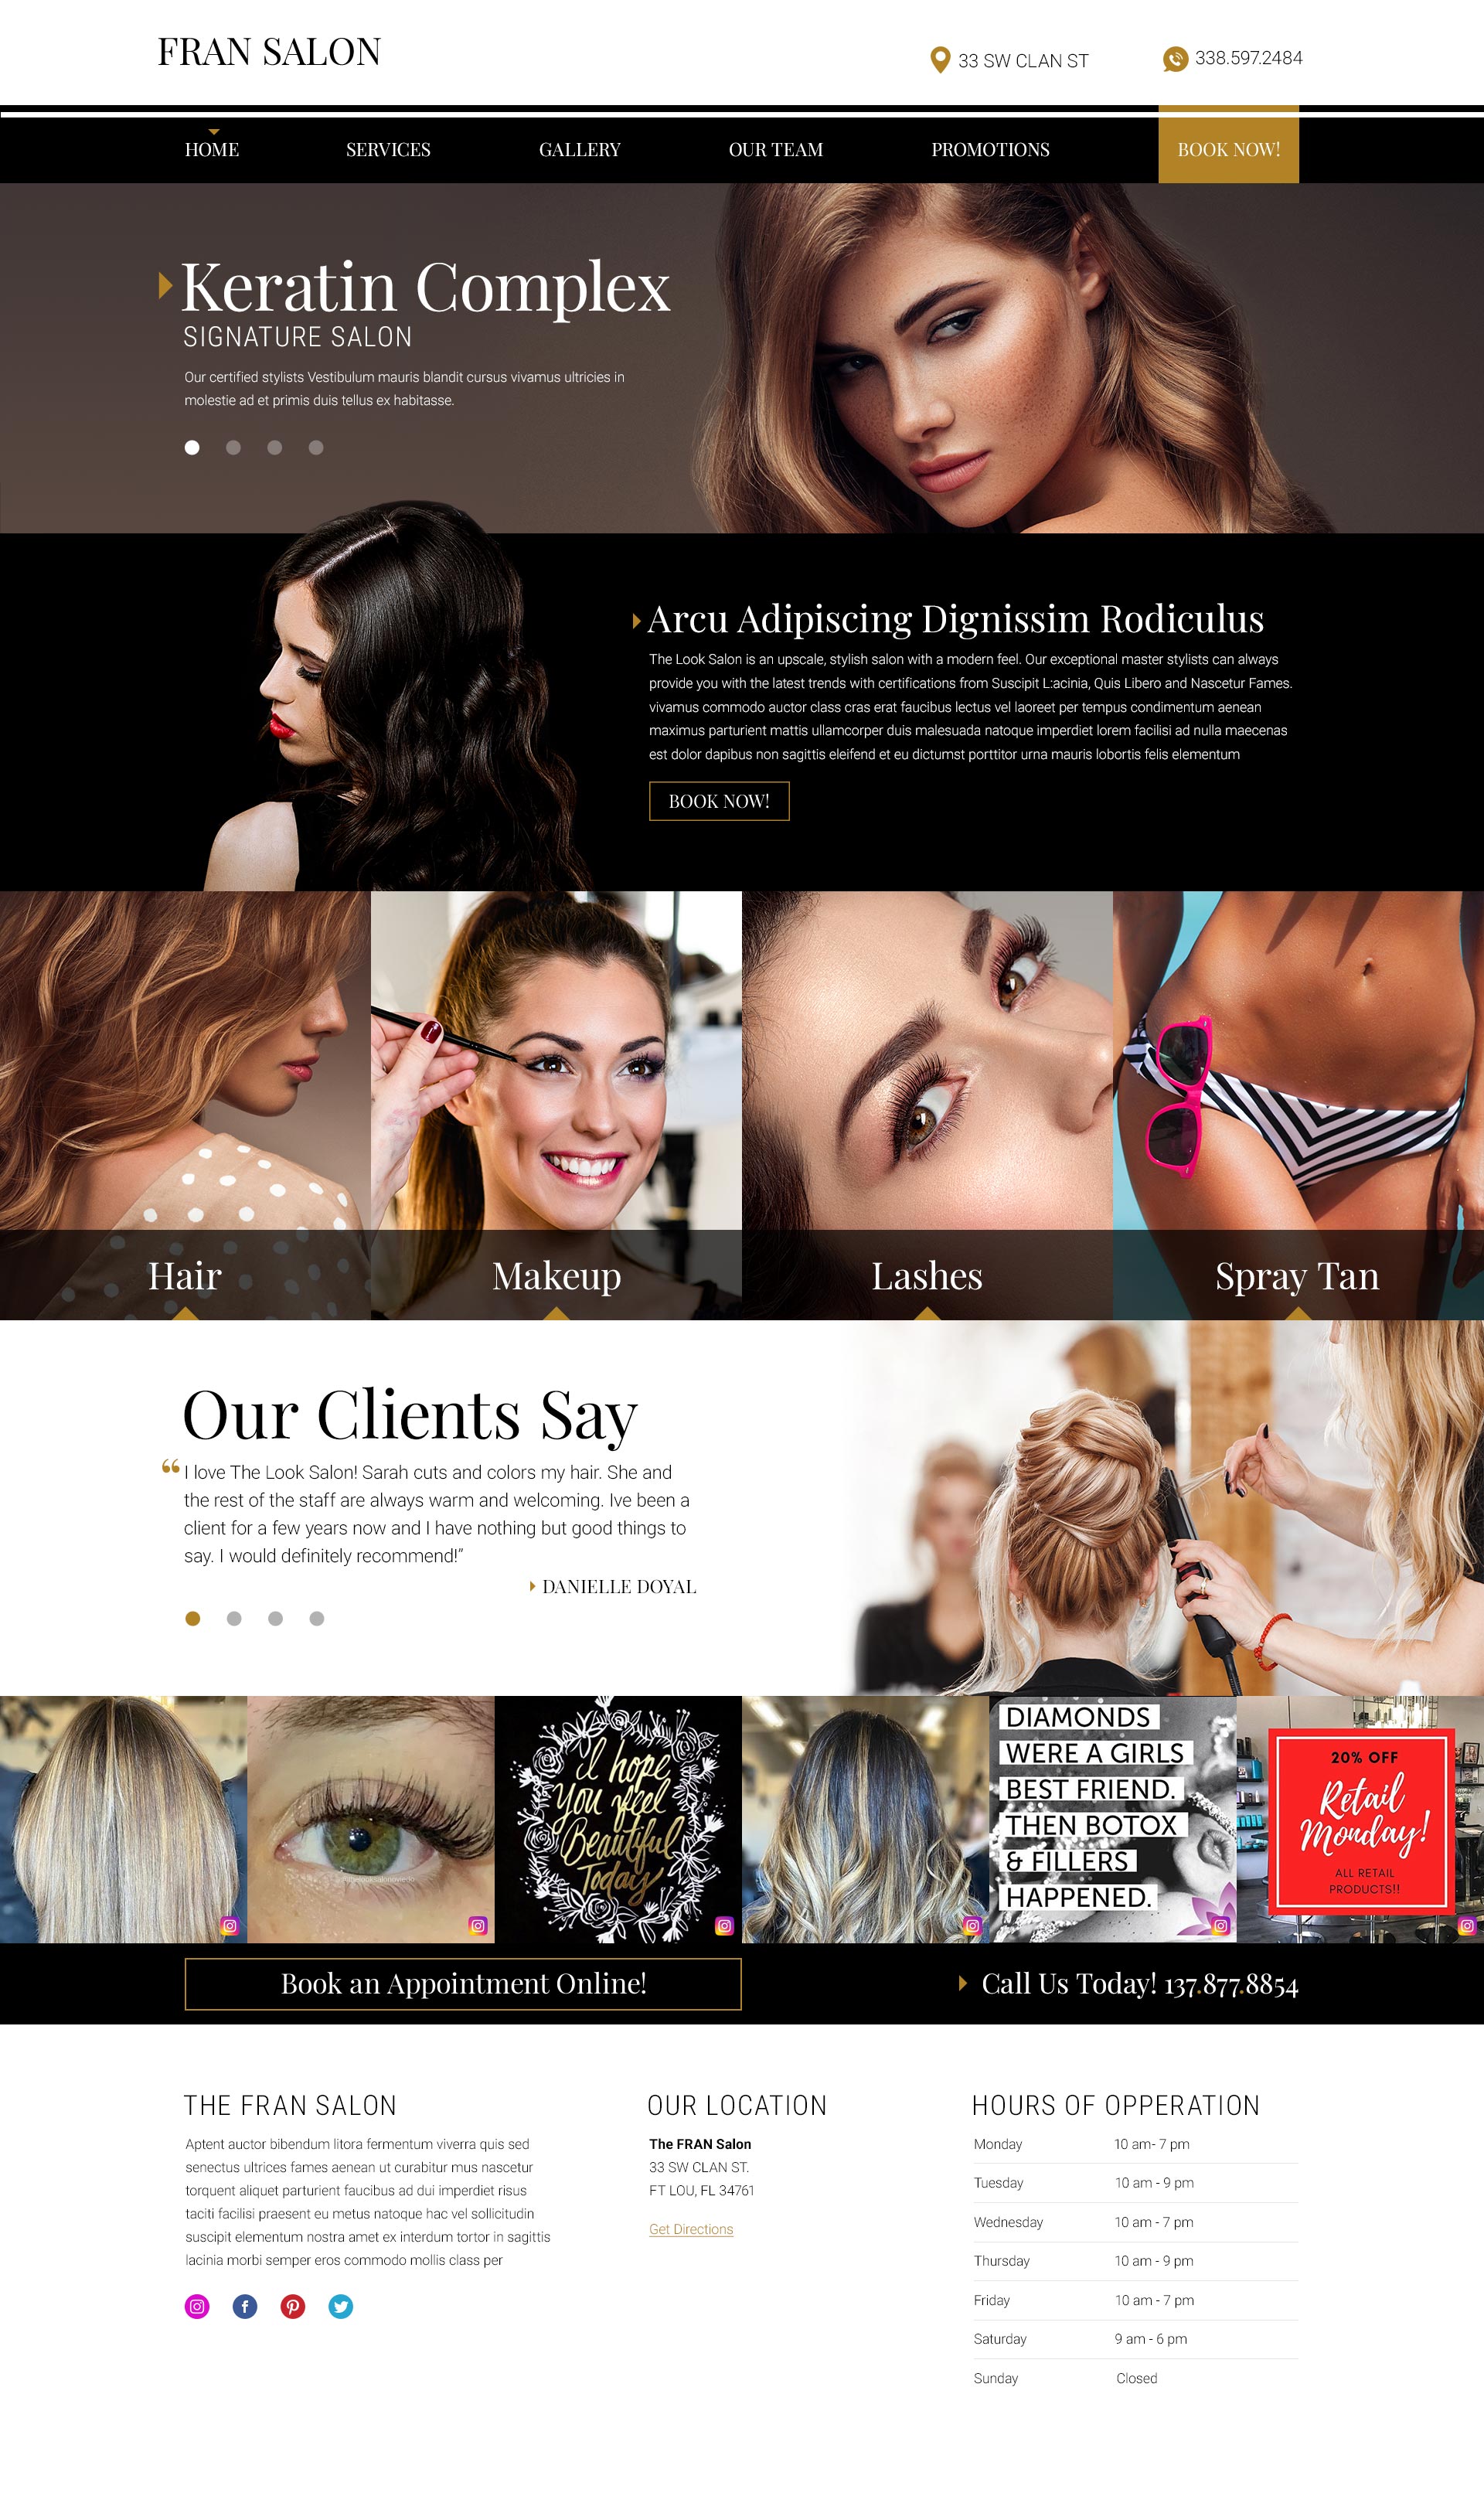 FRAN SALON
33 SW CLAN ST
338.597.2484
HOME
SERVICES
GALLERY
OUR TEAM
PROMOTIONS
BOOK NOW!
Keratin Complex
SIGNATURE SALON
Our certified stylists Vestibulum mauris blandit cursus vivamus ultricies in
molestie ad et primis duis tellus ex habitasse.
Arcu Adipiscing Dignissim Rodiculus
The Look Salon is an upscale, stylish salon with a modern feel. Our exceptional master stylists can always
provide you with the latest trends with certifications from Suscipit L:acinia, Quis Libero and Nascetur Fames.
vivamus commodo auctor class cras erat faucibus lectus vel laoreet per tempus condimentum aenean
maximus parturient mattis ullamcorper duis malesuada natoque imperdiet lorem facilisi ad nulla maecenas
est dolor dapibus non sagittis eleifend et eu dictumst porttitor urna mauris lobortis felis elementum
BOOK NOW!
Hair
Makeup
Lashes
Spray Tan
Our Clients Say
“ I love The Look Salon! Sarah cuts and colors my hair. She and
the rest of the staff are always warm and welcoming. Ive been a
client for a few years now and I have nothing but good things to
say. I would definitely recommend!”
DANIELLE DOYAL
I hope
You feel
Beautiful
Today
DIAMONDS
WERE A GIRLS
BEST FRIEND.
THEN BOTOX
& FILLERS
HAPPENED.
20% OFF
Retail
Monday!
ALL RETAIL
PRODUCTS!!
Book an Appointment Online!
Call Us Today! 137.877.8854
THE FRAN SALON
Aptent auctor bibendum litora fermentum viverra quis sed
senectus ultrices fames aenean ut curabitur mus nascetur
torquent aliquet parturient faucibus ad dui imperdiet risus
taciti facilisi praesent eu metus natoque hac vel sollicitudin
suscipit elementum nostra amet ex interdum tortor in sagittis
lacinia morbi semper eros commodo mollis class per
OUR LOCATION
The FRAN Salon
33 SW CLAN ST.
FT LOU, FL 34761
Get Directions
HOURS OF OPPERATION
Monday 10 am- 7 pm
Tuesday 10 am - 9 pm
Wednesday 10 am - 7 pm
Thursday 10 am - 9 pm
Friday 10 am - 7 pm
Saturday 9 am - 6 pm
Sunday Closed